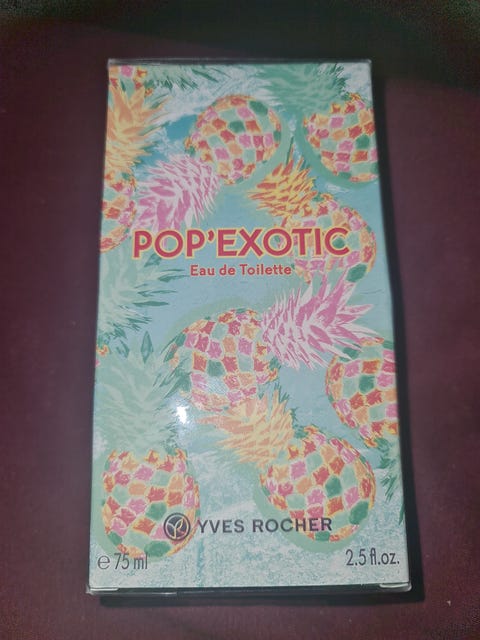 POP'EXOTIC
Eau de Toilette
YVES ROCHER
℮ 75 ml 2.5 fl.oz.